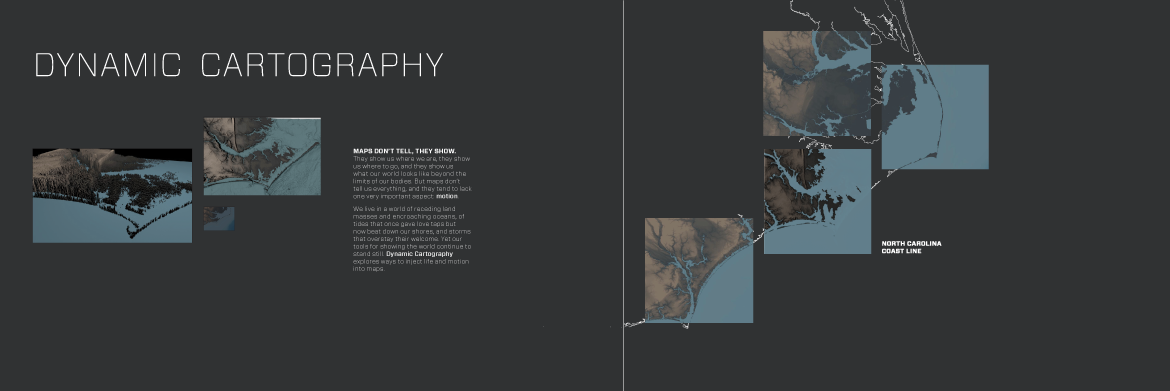 DYNAMIC CARTOGRAPHY
MAPS DON'T TELL, THEY SHOW.
They show us where we are, they show
us where to go, and they show us
what our world looks like beyond the
limits of our bodies. But maps don't
tell us everything, and they tend to lack
one very important aspect: motion.
We live in a world of receding land
masses and encroaching oceans, of
tides that once gave love taps but
now beat down our shores, and storms
that overstay their welcome. Yet our
tools for showing the world continue to
stand still. Dynamic Cartography
explores ways to inject life and motion
into maps.
NORTH CAROLINA
COAST LINE